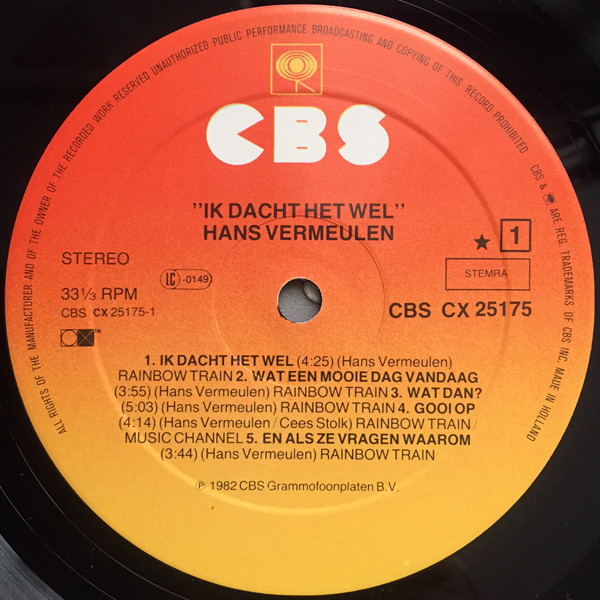 ALL RIGHTS OF THE MANUFACTURER AND OF THE OWNER OF THE RECORDED WORK RESERVED UNAUTHORIZED PUBLIC PERFORMANCE BROADCASTING AND COPYING OF THIS RECORD PROHIBITED
CBS & ARE REG. TRADEMARKS OF CBS INC. MADE IN HOLLAND
CBS
"IK DACHT HET WEL"
HANS VERMEULEN
★ 1
STEREO
LC -0149
STEMRA
33⅓ RPM
CBS CX 25175-1
CBS CX 25175
1. IK DACHT HET WEL (4:25) (Hans Vermeulen)
RAINBOW TRAIN 2. WAT EEN MOOIE DAG VANDAAG
(3:55) (Hans Vermeulen) RAINBOW TRAIN 3. WAT DAN?
(5:03) (Hans Vermeulen) RAINBOW TRAIN 4. GOOI OP
(4:14) (Hans Vermeulen / Cees Stolk) RAINBOW TRAIN /
MUSIC CHANNEL 5. EN ALS ZE VRAGEN WAAROM
(3:44) (Hans Vermeulen) RAINBOW TRAIN
℗ 1982 CBS Grammofoonplaten B.V.